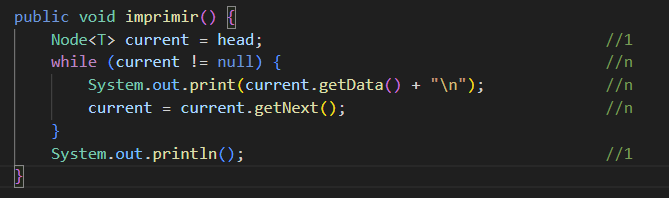 public void imprimir() {
Node<T> current = head; //1
while (current != null) { //n
System.out.print(current.getData() + "\n"); //n
current = current.getNext(); //n
}
System.out.println(); //1
}